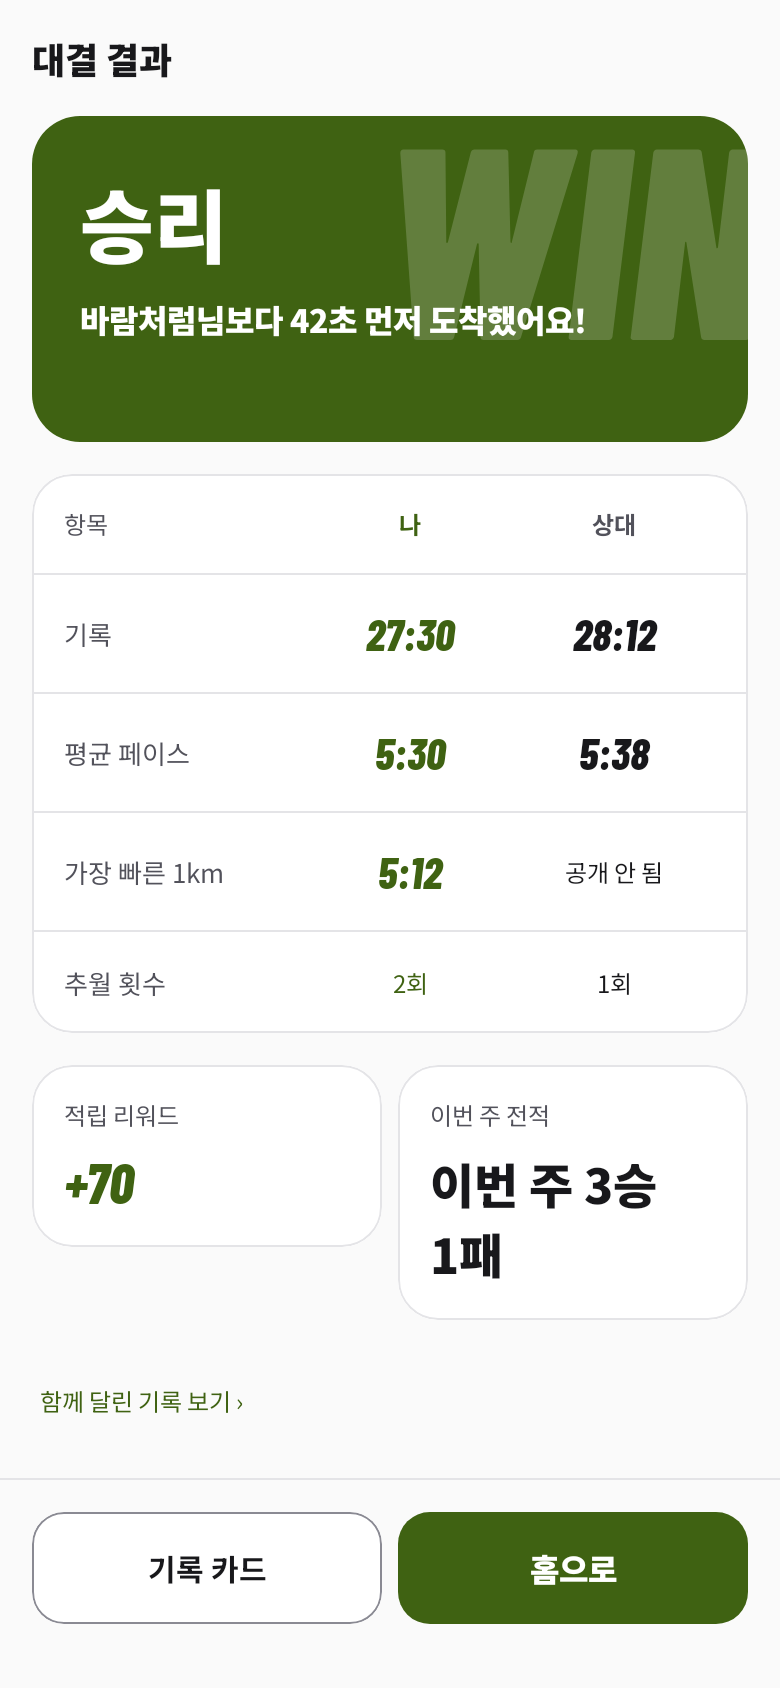 대결 결과
WIN
승리
바람처럼님보다 42초 먼저 도착했어요!
항목 나 상대
기록 27:30 28:12
평균 페이스 5:30 5:38
가장 빠른 1km 5:12 공개 안 됨
추월 횟수 2회 1회
적립 리워드
+70
이번 주 전적
이번 주 3승
1패
함께 달린 기록 보기 ›
기록 카드
홈으로